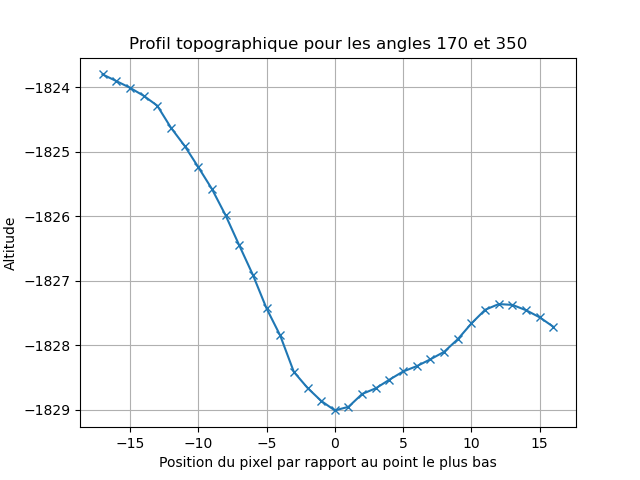 Profil topographique pour les angles 170 et 350
−1824
−1825
−1826
−1827
−1828
−1829
Altitude
−15 −10 −5 0 5 10 15
Position du pixel par rapport au point le plus bas